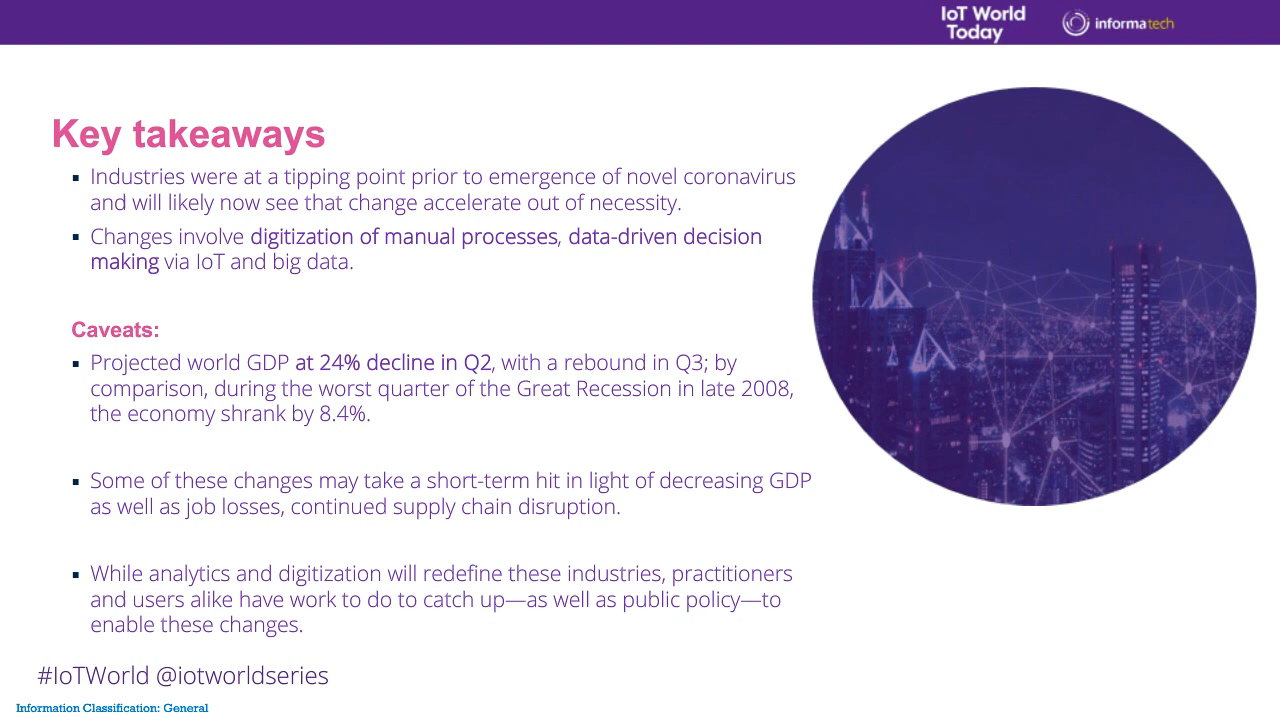 IoT World
Today
informa tech
Key takeaways
▪ Industries were at a tipping point prior to emergence of novel coronavirus
and will likely now see that change accelerate out of necessity.
▪ Changes involve digitization of manual processes, data-driven decision
making via IoT and big data.
Caveats:
▪ Projected world GDP at 24% decline in Q2, with a rebound in Q3; by
comparison, during the worst quarter of the Great Recession in late 2008,
the economy shrank by 8.4%.
▪ Some of these changes may take a short-term hit in light of decreasing GDP
as well as job losses, continued supply chain disruption.
▪ While analytics and digitization will redefine these industries, practitioners
and users alike have work to do to catch up—as well as public policy—to
enable these changes.
#IoTWorld @iotworldseries
Information Classification: General